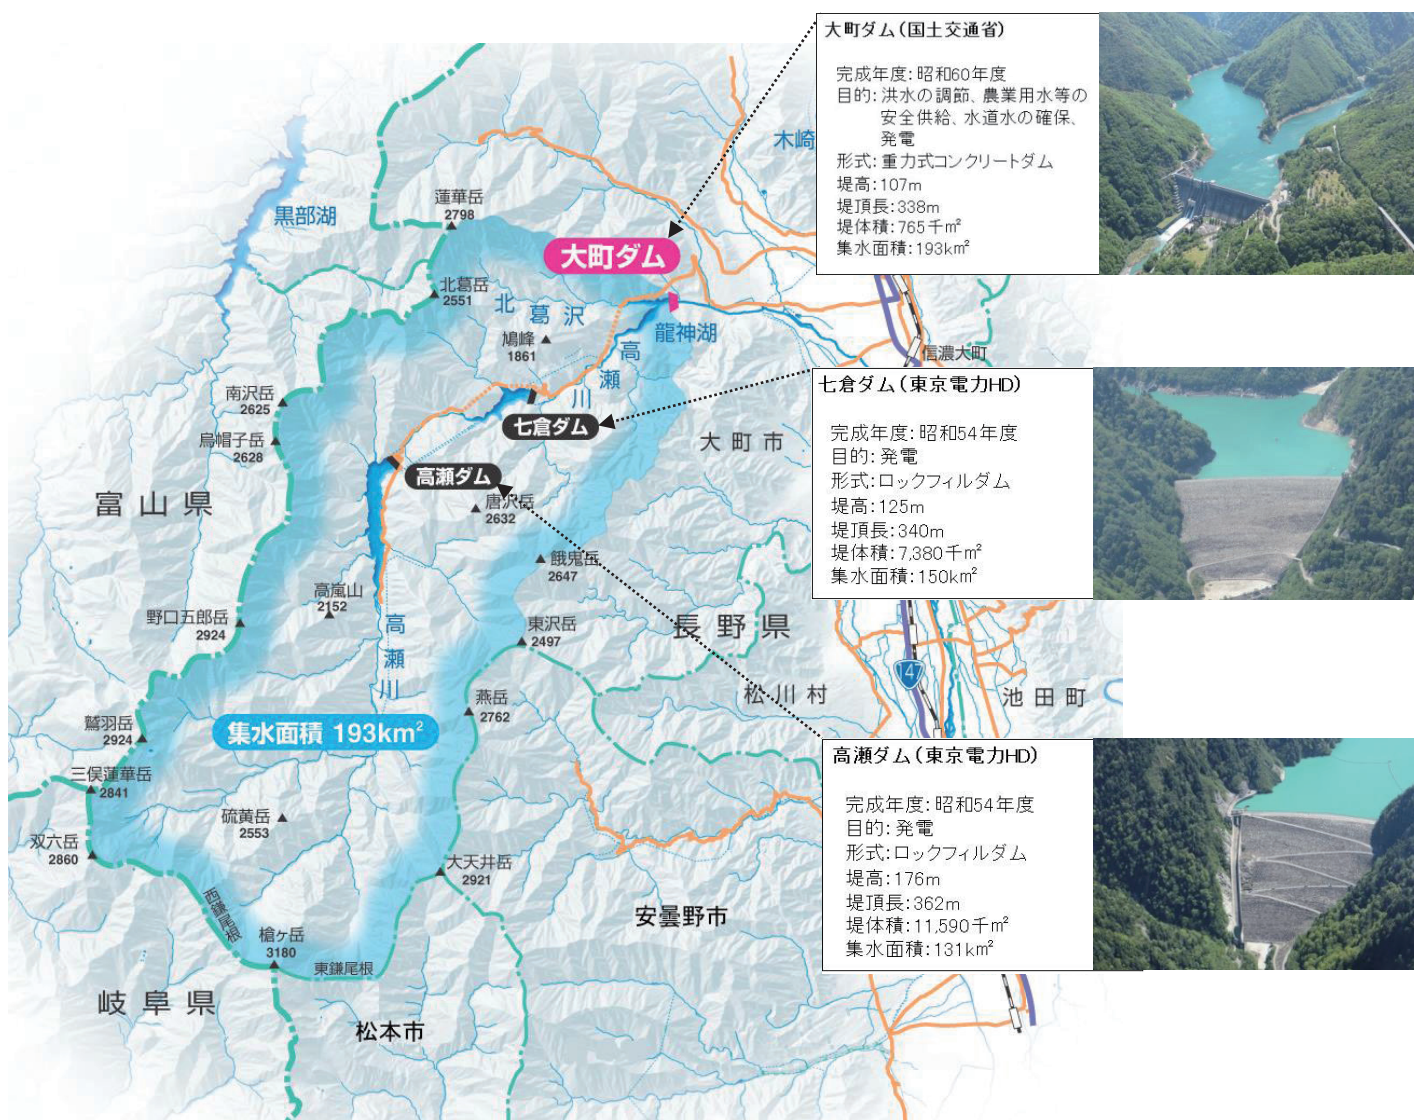 大町ダム(国土交通省)
完成年度:昭和60年度
目的:洪水の調節、農業用水等の
安全供給、水道水の確保、
発電
形式:重力式コンクリートダム
堤高:107m
堤頂長:338m
堤体積:765千㎡
集水面積:193k㎡
木崎
蓮華岳
2798
黒部湖
大町ダム
北葛岳
2551
北葛沢
鳩峰
1861
龍神湖
高瀬川
信濃大町
七倉ダム(東京電力HD)
完成年度:昭和54年度
目的:発電
形式:ロックフィルダム
堤高:125m
堤頂長:340m
堤体積:7,380千㎡
集水面積:150k㎡
南沢岳
2625
烏帽子岳
2628
七倉ダム
大町市
高瀬ダム
富山県
唐沢岳
2632
餓鬼岳
2647
高嵐山
2152
野口五郎岳
2924
高瀬川
東沢岳
2497
長野県
147
松川村
池田町
燕岳
2762
鷲羽岳
2924
集水面積 193km²
高瀬ダム(東京電力HD)
完成年度:昭和54年度
目的:発電
形式:ロックフィルダム
堤高:176m
堤頂長:362m
堤体積:11,590千㎡
集水面積:131k㎡
三俣蓮華岳
2841
硫黄岳
2553
双六岳
2860
大天井岳
2921
西鎌尾根
安曇野市
槍ヶ岳
3180
東鎌尾根
岐阜県
松本市